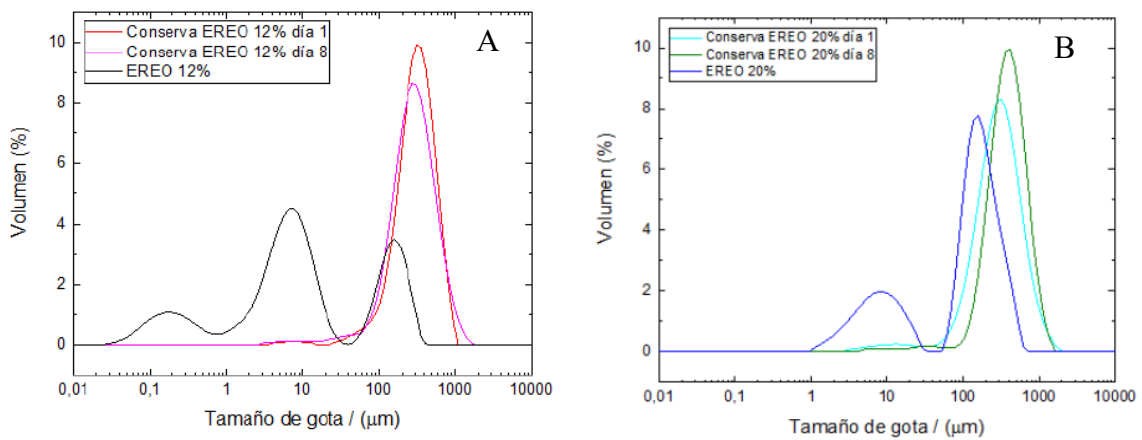 A
Conserva EREO 12% día 1
Conserva EREO 12% día 8
EREO 12%
10
8
6
4
2
0
Volumen (%)
0,01 0,1 1 10 100 1000 10000
Tamaño de gota / (μm)
B
Conserva EREO 20% día 1
Conserva EREO 20% día 8
EREO 20%
10
8
6
4
2
0
Volumen (%)
0,01 0,1 1 10 100 1000 10000
Tamaño de gota / (μm)